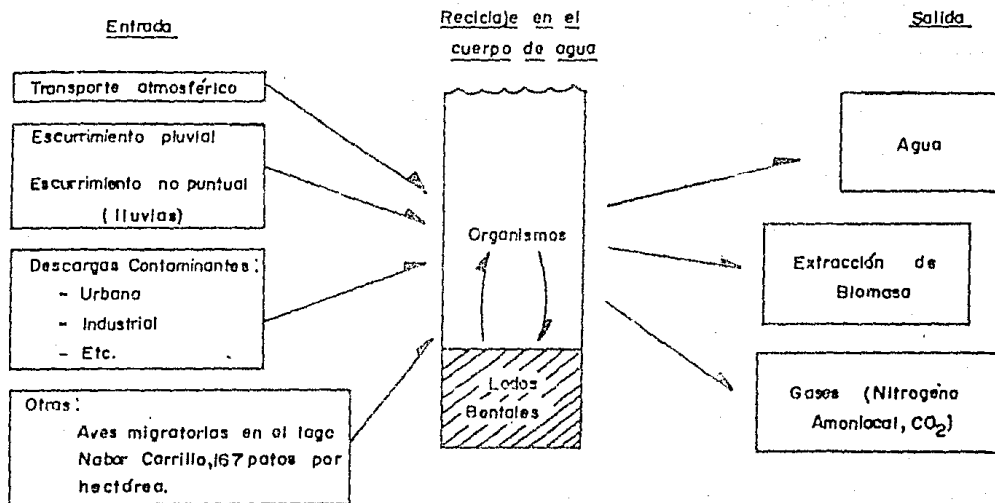 Entrada
Transporte atmosférico
Escurrimiento pluvial
Escurrimiento no puntual
(lluvias)
Descargas Contaminantes:
- Urbana
- Industrial
- Etc.
Otras:
Aves migratorias en el lago
Nabor Carrillo, 167 patos por
hectárea.
Reciclaje en el
cuerpo de agua
Organismos
Lodos
Bentales
Salida
Agua
Extracción de
Biomasa
Gases (Nitrogeno
Amoniacal, CO2)